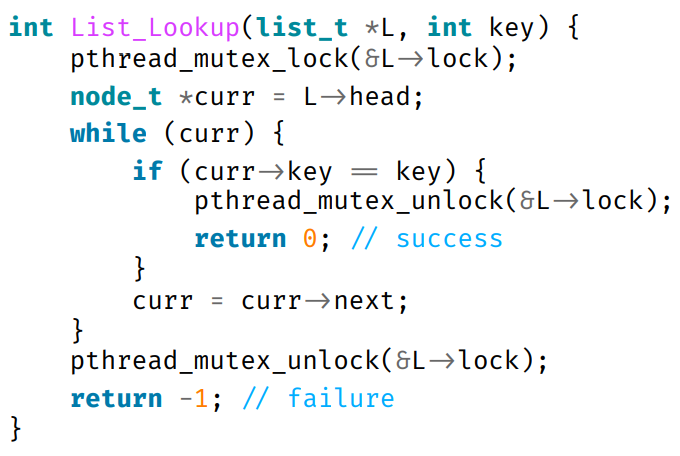 int List_Lookup(list_t *L, int key) {
    pthread_mutex_lock(&L->lock);
    node_t *curr = L->head;
    while (curr) {
        if (curr->key == key) {
            pthread_mutex_unlock(&L->lock);
            return 0; // success
        }
        curr = curr->next;
    }
    pthread_mutex_unlock(&L->lock);
    return -1; // failure
}